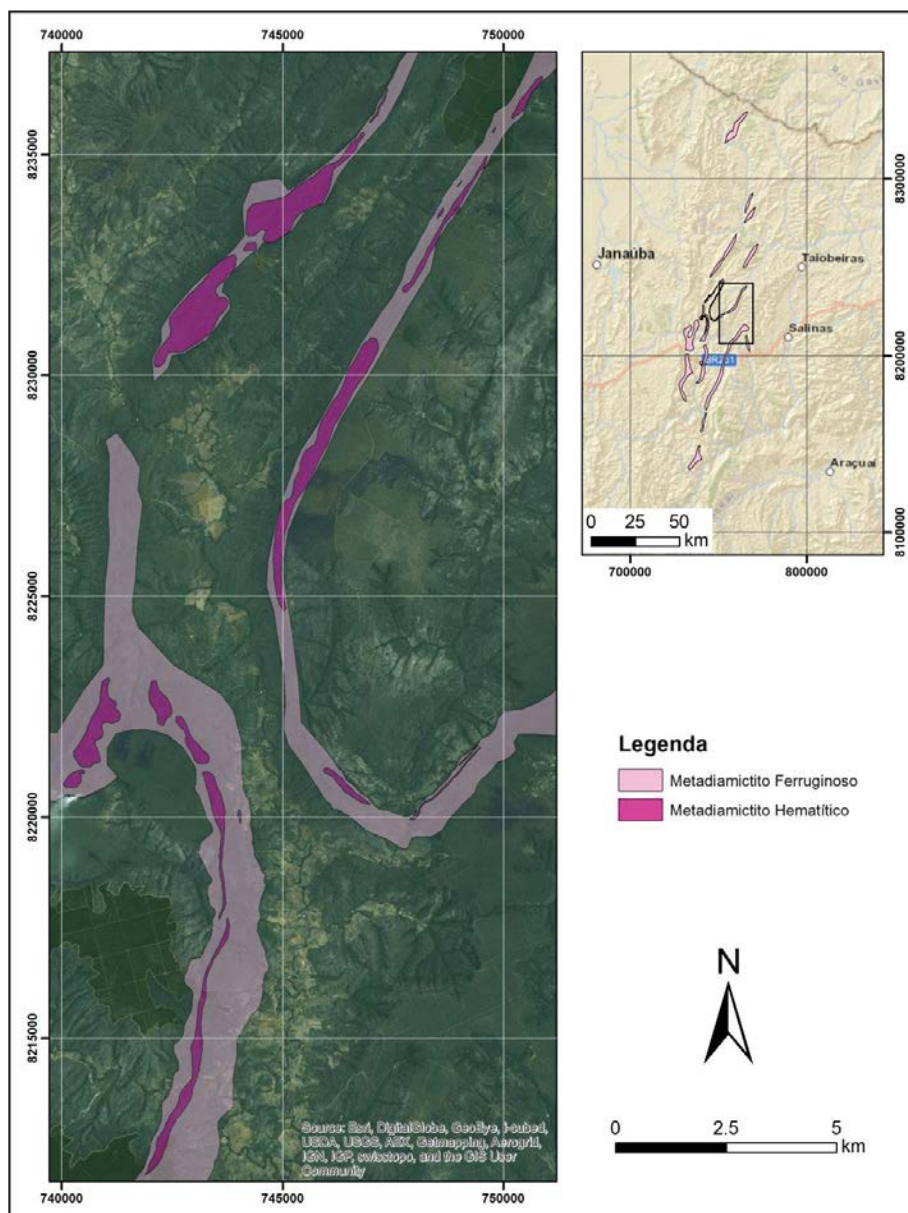 740000 745000 750000
8235000
8230000
8225000
8220000
8215000
740000 745000 750000
Source: Esri, DigitalGlobe, GeoEye, i-cubed,
USDA, USGS, AEX, Getmapping, Aerogrid,
IGN, IGP, swisstopo, and the GIS User
Community
Janaúba
Taiobeiras
Salinas
Araçuaí
8300000
8200000
8100000
0 25 50
km
700000 800000
Legenda
Metadiamictito Ferruginoso
Metadiamictito Hematítico
N
0 2.5 5
km